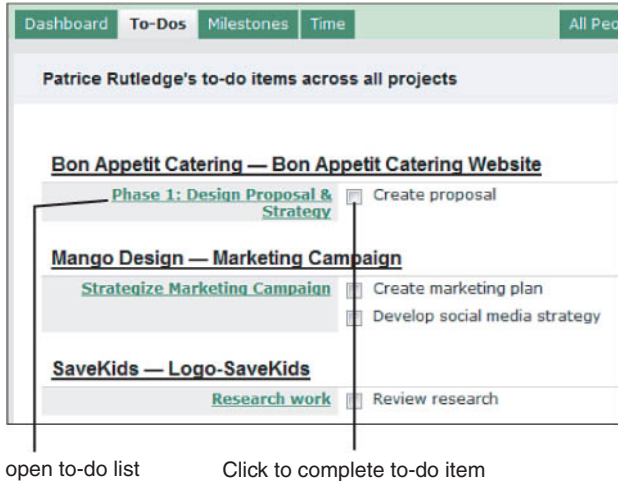 Dashboard To-Dos Milestones Time All Peo
Patrice Rutledge's to-do items across all projects
Bon Appetit Catering — Bon Appetit Catering Website
Phase 1: Design Proposal & Create proposal
Strategy
Mango Design — Marketing Campaign
Strategize Marketing Campaign Create marketing plan
Develop social media strategy
SaveKids — Logo-SaveKids
Research work Review research
open to-do list Click to complete to-do item